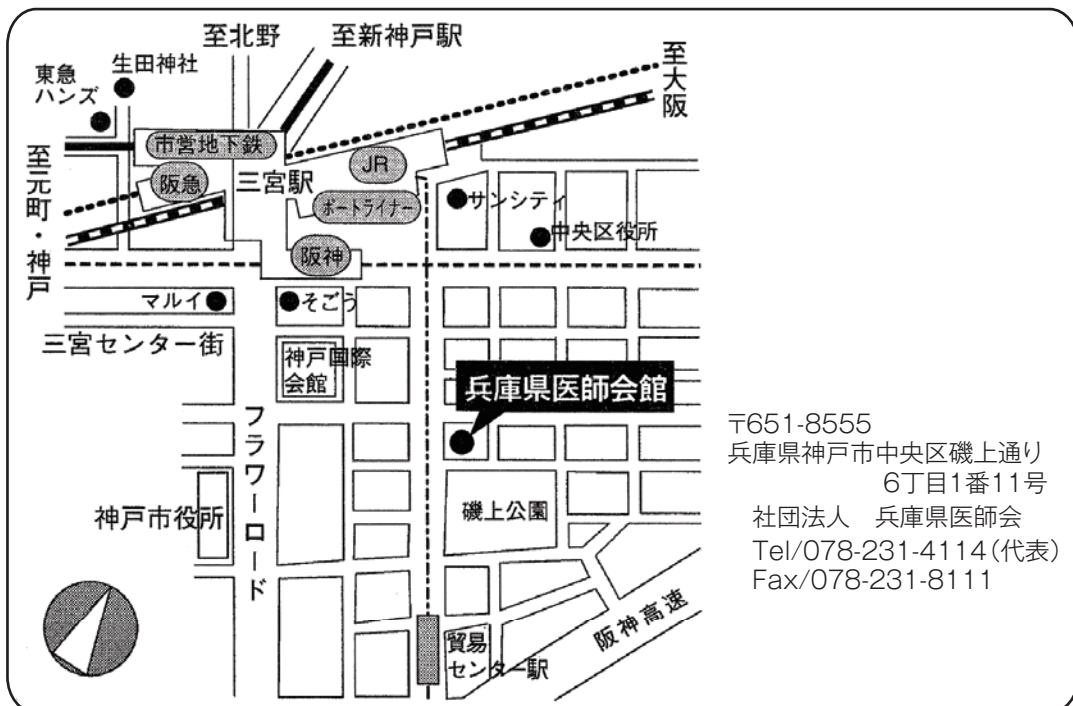 至北野
至新神戸駅
至大阪
生田神社
東急
ハンズ
市営地下鉄
JR
阪急
三宮駅
ポートライナー
サンシティ
中央区役所
至元町・神戸
阪神
マルイ
そごう
三宮センター街
神戸国際
会館
兵庫県医師会館
フラワーロード
神戸市役所
磯上公園
貿易
センター駅
阪神高速
〒651-8555
兵庫県神戸市中央区磯上通り
6丁目1番11号
社団法人 兵庫県医師会
Tel/078-231-4114(代表)
Fax/078-231-8111